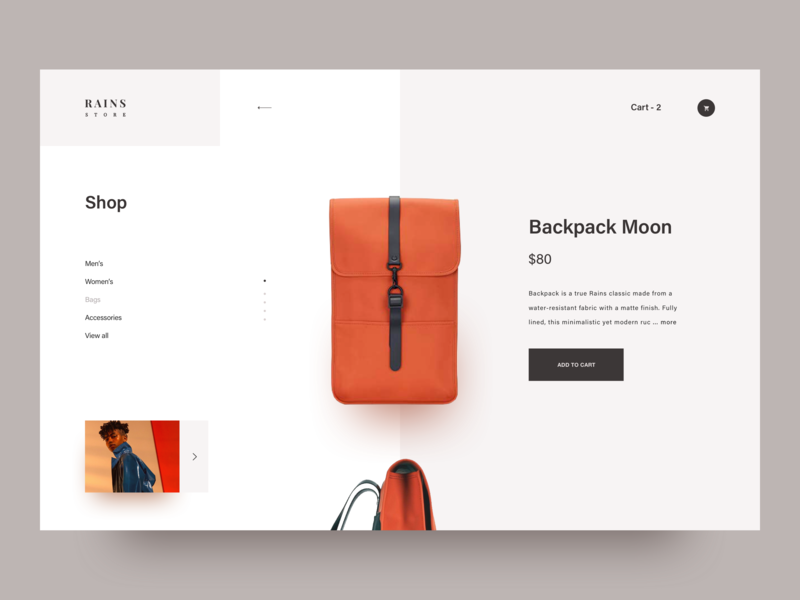 RAINS
STORE
Cart - 2
Shop
Men's
Women's
Bags
Accessories
View all
Backpack Moon
$80
Backpack is a true Rains classic made from a
water-resistant fabric with a matte finish. Fully
lined, this minimalistic yet modern ruc ... more
ADD TO CART